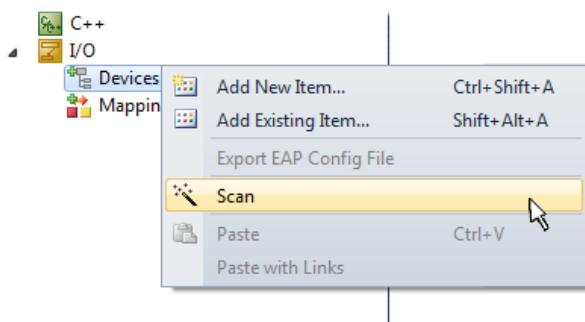 C++
I/O
Devices
Mappin
Add New Item... Ctrl+Shift+A
Add Existing Item... Shift+Alt+A
Export EAP Config File
Scan
Paste Ctrl+V
Paste with Links